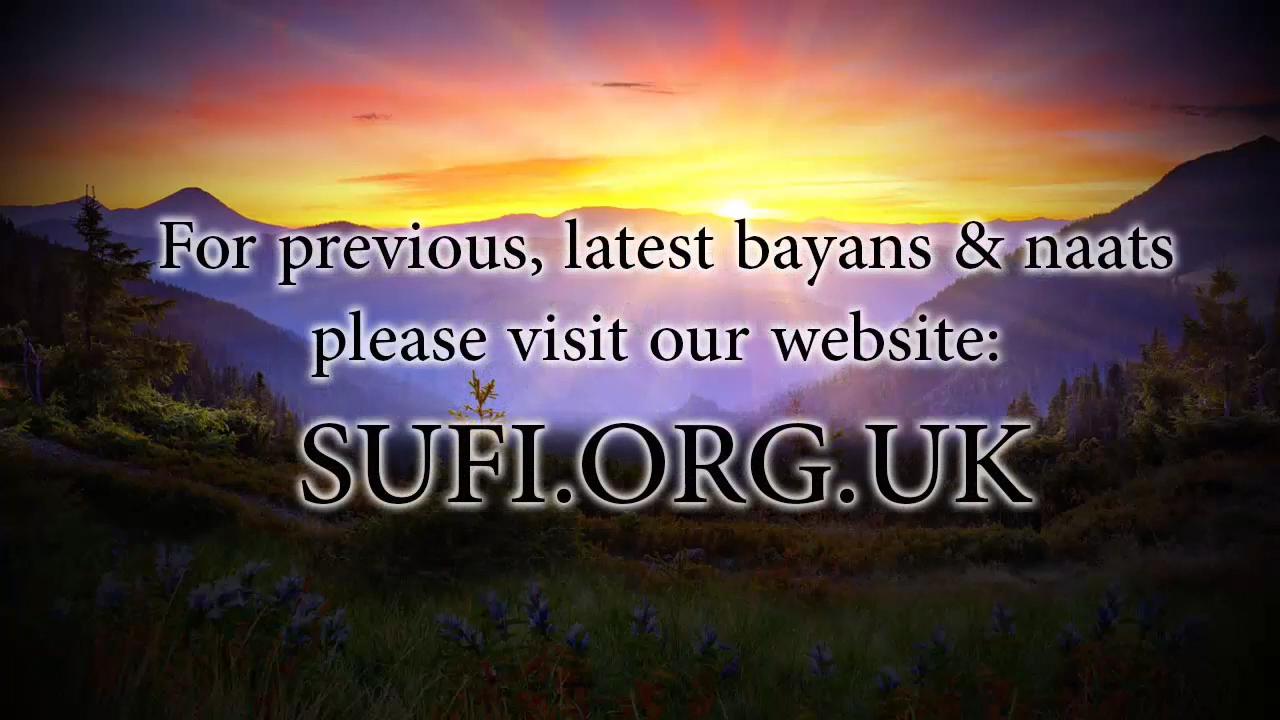 For previous, latest bayans & naats
please visit our website:
SUFI.ORG.UK